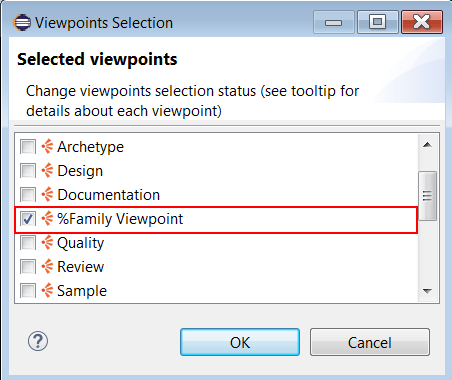 Viewpoints Selection
Selected viewpoints
Change viewpoints selection status (see tooltip for
details about each viewpoint)
Archetype
Design
Documentation
%Family Viewpoint
Quality
Review
Sample
?
OK
Cancel